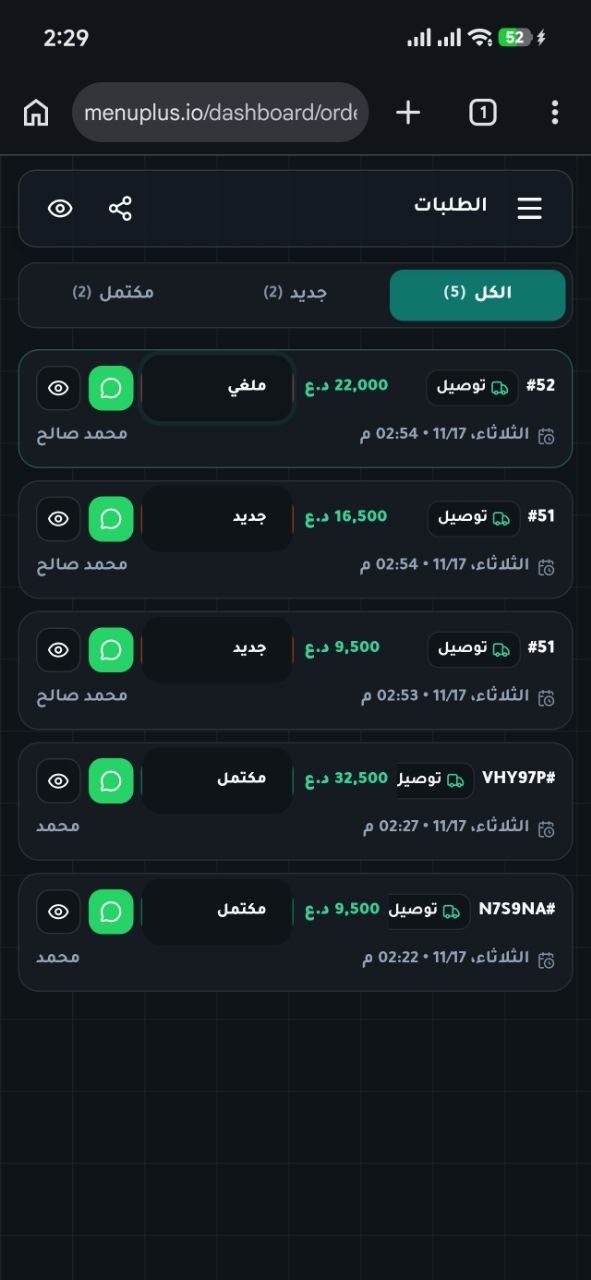 2:29
52
menuplus.io/dashboard/orde
1
الطلبات
الكل (5)
جديد (2)
مكتمل (2)
#52 توصيل 22,000 د.ع ملغي
الثلاثاء، 11/17 • 02:54 م محمد صالح
#51 توصيل 16,500 د.ع جديد
الثلاثاء، 11/17 • 02:54 م محمد صالح
#51 توصيل 9,500 د.ع جديد
الثلاثاء، 11/17 • 02:53 م محمد صالح
VHY97P# توصيل 32,500 د.ع مكتمل
الثلاثاء، 11/17 • 02:27 م محمد
N7S9NA# توصيل 9,500 د.ع مكتمل
الثلاثاء، 11/17 • 02:22 م محمد